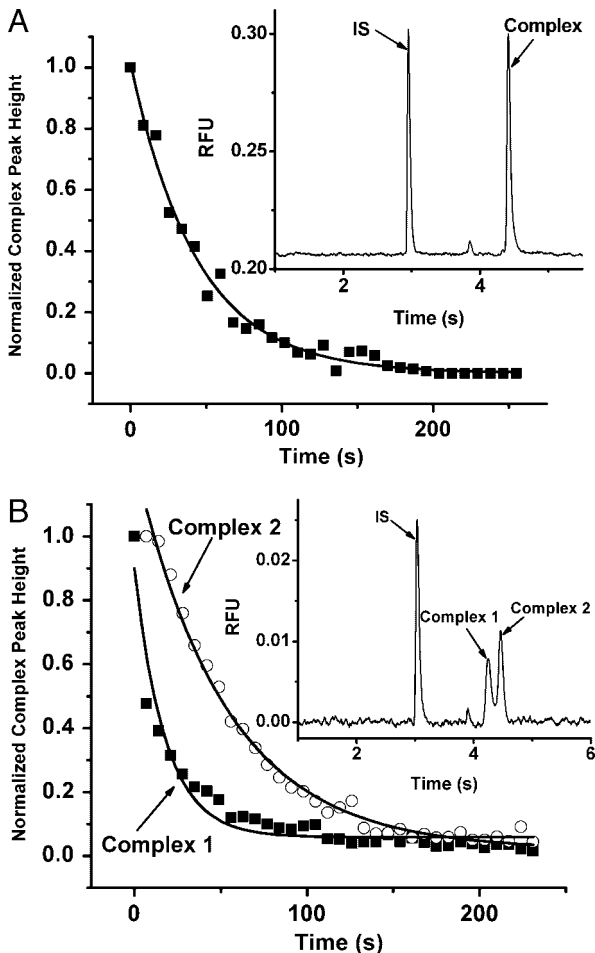 A
Normalized Complex Peak Height
1.0
0.8
0.6
0.4
0.2
0.0
0
100
200
Time (s)
RFU
0.30
0.25
0.20
IS
Complex
2
4
Time (s)
B
Normalized Complex Peak Height
1.0
0.8
0.6
0.4
0.2
0.0
Complex 2
Complex 1
0
100
200
Time (s)
RFU
0.02
0.01
0.00
IS
Complex 1
Complex 2
2
4
6
Time (s)